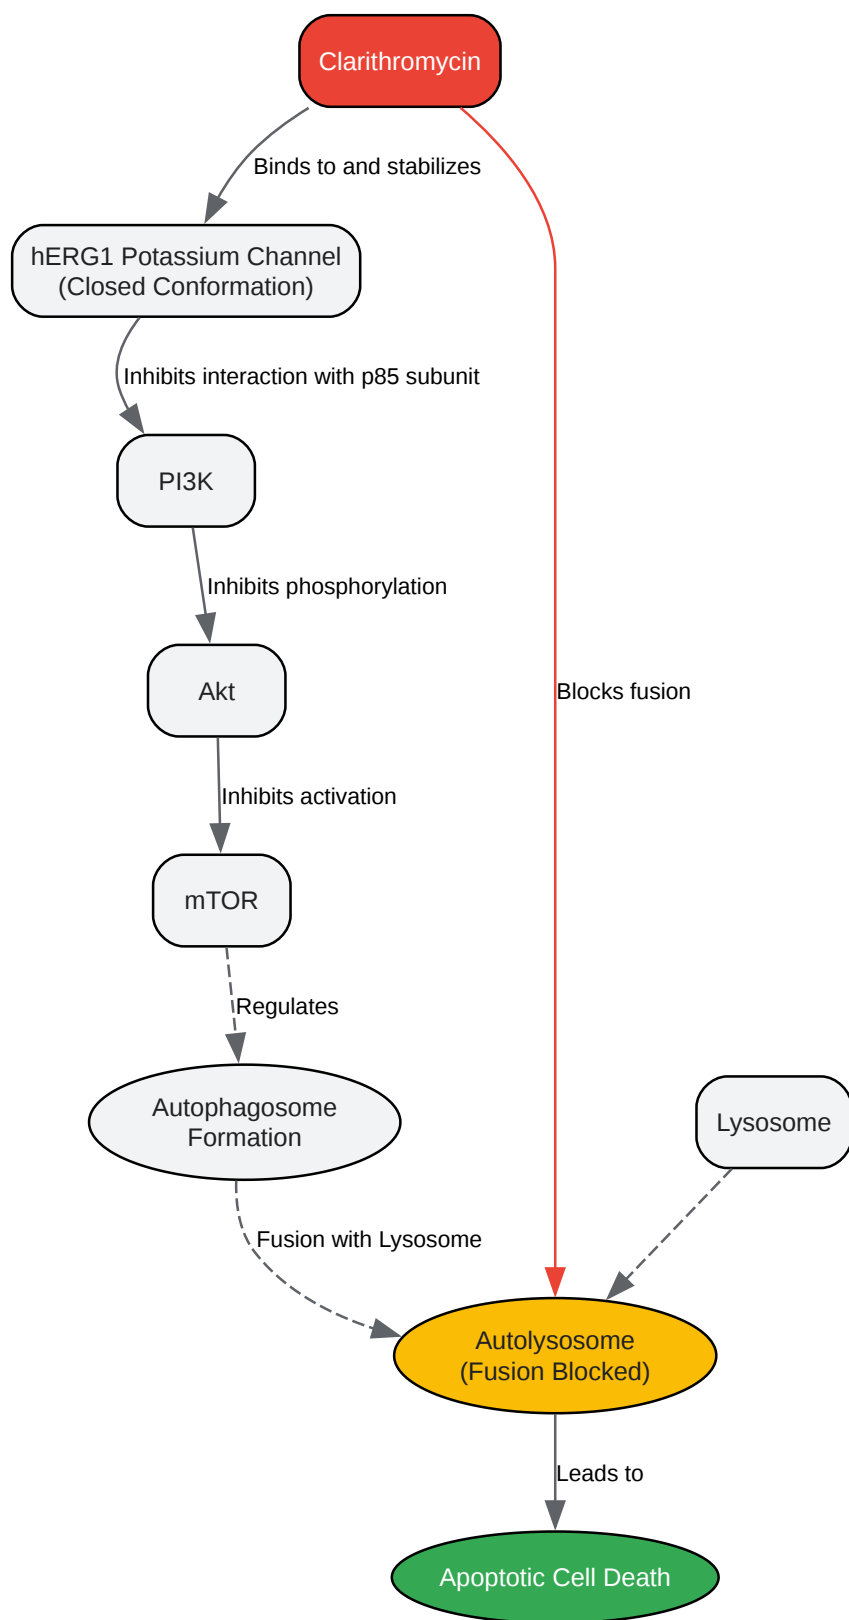 Clarithromycin
Binds to and stabilizes
hERG1 Potassium Channel
(Closed Conformation)
Inhibits interaction with p85 subunit
PI3K
Inhibits phosphorylation
Akt
Blocks fusion
Inhibits activation
mTOR
Regulates
Autophagosome
Formation
Lysosome
Fusion with Lysosome
Autolysosome
(Fusion Blocked)
Leads to
Apoptotic Cell Death